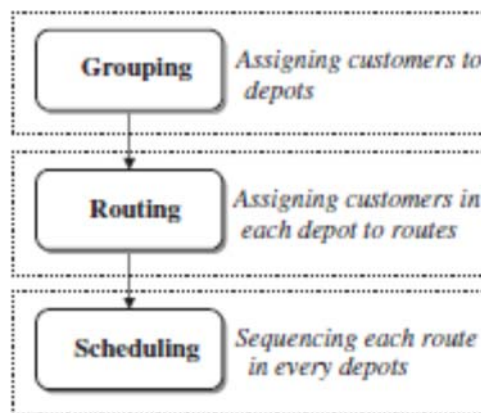 Grouping
Assigning customers to
depots
Routing
Assigning customers in
each depot to routes
Scheduling
Sequencing each route
in every depots